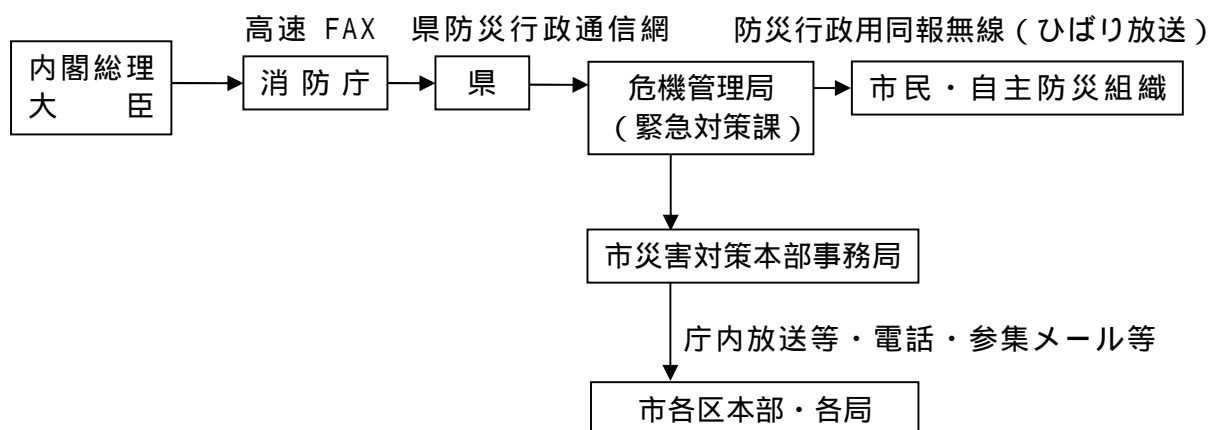 高速 FAX 県防災行政通信網 防災行政用同報無線(ひばり放送)
内閣総理
大臣
消防庁
県
危機管理局
(緊急対策課)
市民・自主防災組織
市災害対策本部事務局
庁内放送等・電話・参集メール等
市各区本部・各局